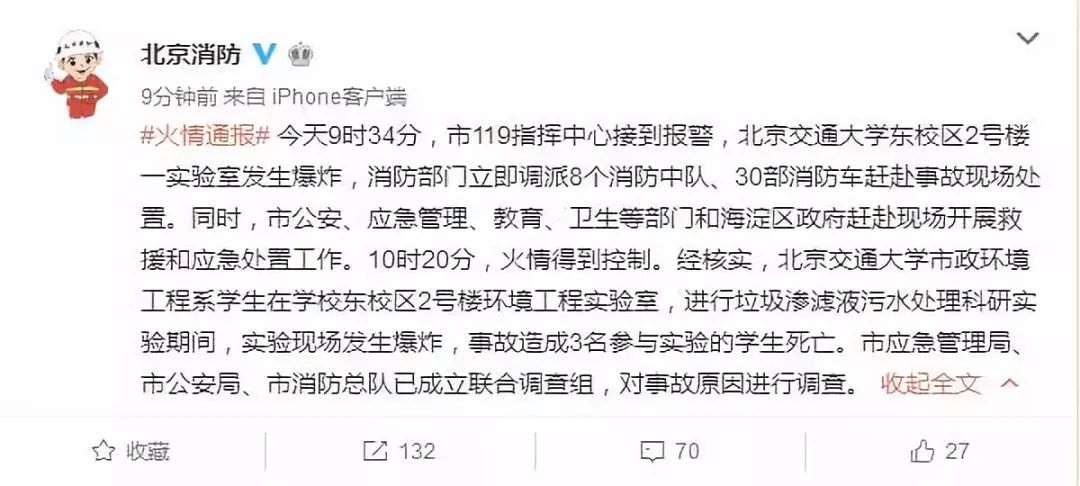 北京消防
9分钟前 来自 iPhone客户端
#火情通报# 今天9时34分，市119指挥中心接到报警，北京交通大学东校区2号楼
一实验室发生爆炸，消防部门立即调派8个消防中队、30部消防车赶赴事故现场处
置。同时，市公安、应急管理、教育、卫生等部门和海淀区政府赶赴现场开展救
援和应急处置工作。10时20分，火情得到控制。经核实，北京交通大学市政环境
工程系学生在学校东校区2号楼环境工程实验室，进行垃圾渗滤液污水处理科研实
验期间，实验现场发生爆炸，事故造成3名参与实验的学生死亡。市应急管理局、
市公安局、市消防总队已成立联合调查组，对事故原因进行调查。 收起全文
收藏 132 70 27